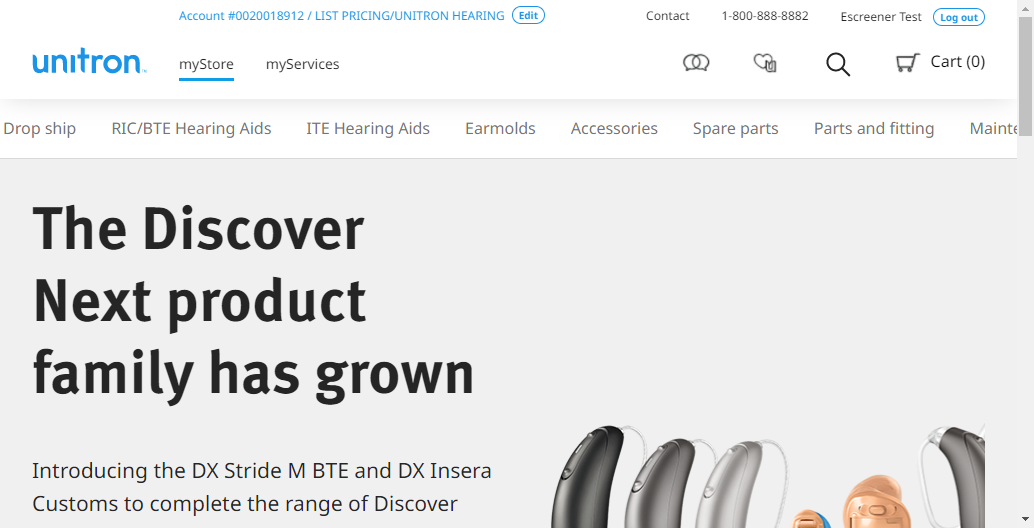 Account #0020018912 / LIST PRICING/UNITRON HEARING Edit Contact 1-800-888-8882 Escreener Test Log out
unitron myStore myServices Cart (0)
Drop ship RIC/BTE Hearing Aids ITE Hearing Aids Earmolds Accessories Spare parts Parts and fitting
The Discover
Next product
family has grown
Introducing the DX Stride M BTE and DX Insera
Customs to complete the range of Discover